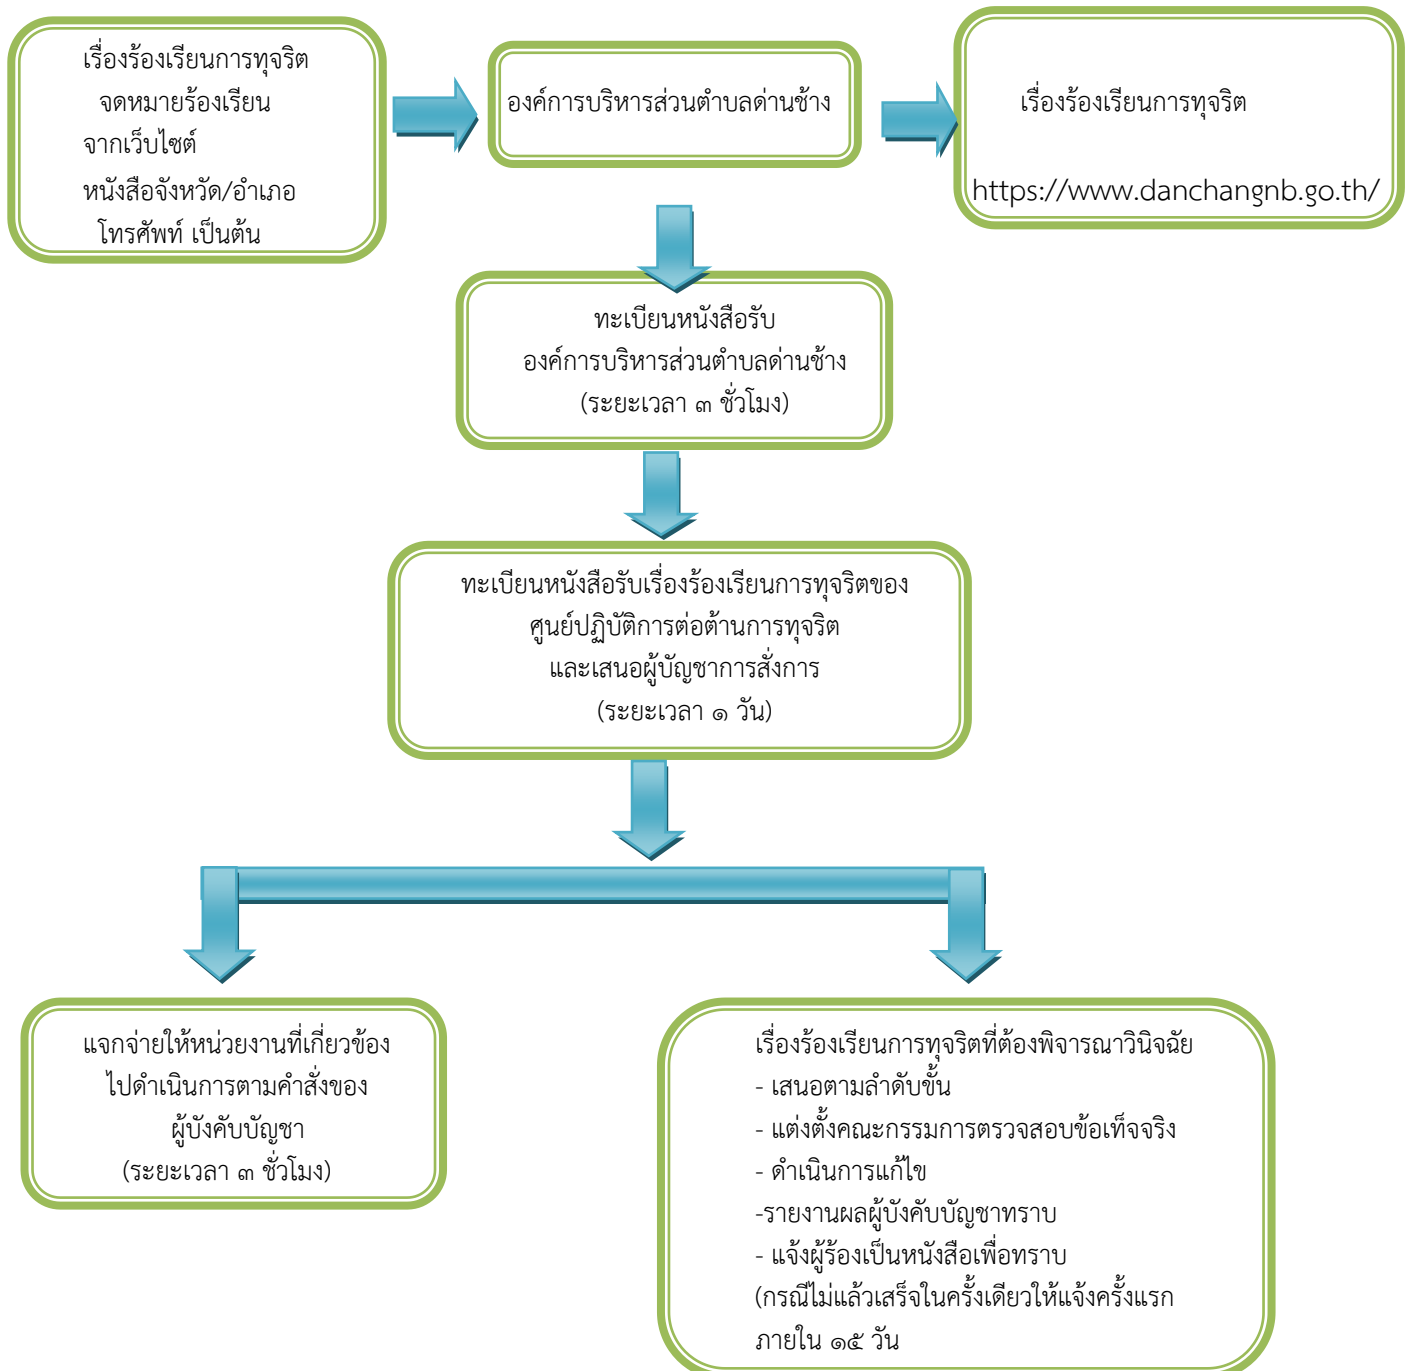 เรื่องร้องเรียนการทุจริต
จดหมายร้องเรียน
จากเว็บไซต์
หนังสือจังหวัด/อำเภอ
โทรศัพท์ เป็นต้น
องค์การบริหารส่วนตำบลด่านช้าง
เรื่องร้องเรียนการทุจริต
https://www.danchangnb.go.th/
ทะเบียนหนังสือรับ
องค์การบริหารส่วนตำบลด่านช้าง
(ระยะเวลา ๓ ชั่วโมง)
ทะเบียนหนังสือรับเรื่องร้องเรียนการทุจริตของ
ศูนย์ปฏิบัติการต่อต้านการทุจริต
และเสนอผู้บัญชาการสั่งการ
(ระยะเวลา ๑ วัน)
แจกจ่ายให้หน่วยงานที่เกี่ยวข้อง
ไปดำเนินการตามคำสั่งของ
ผู้บังคับบัญชา
(ระยะเวลา ๓ ชั่วโมง)
เรื่องร้องเรียนการทุจริตที่ต้องพิจารณาวินิจฉัย
- เสนอตามลำดับขั้น
- แต่งตั้งคณะกรรมการตรวจสอบข้อเท็จจริง
- ดำเนินการแก้ไข
-รายงานผลผู้บังคับบัญชาทราบ
- แจ้งผู้ร้องเป็นหนังสือเพื่อทราบ
(กรณีไม่แล้วเสร็จในครั้งเดียวให้แจ้งครั้งแรก
ภายใน ๑๕ วัน